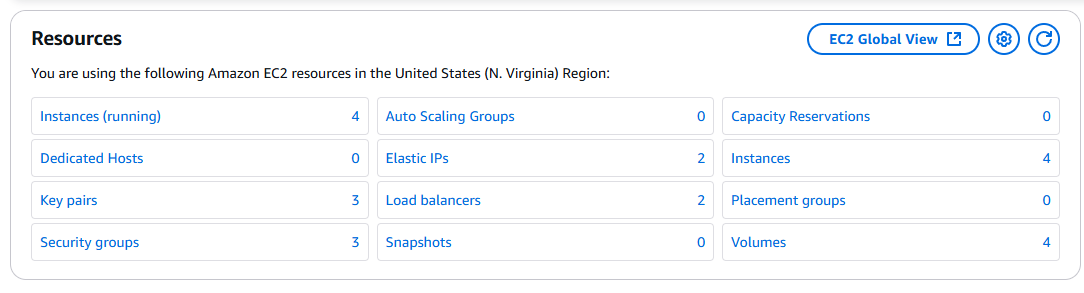 Resources
EC2 Global View
You are using the following Amazon EC2 resources in the United States (N. Virginia) Region:
Instances (running) 4 Auto Scaling Groups 0 Capacity Reservations 0
Dedicated Hosts 0 Elastic IPs 2 Instances 4
Key pairs 3 Load balancers 2 Placement groups 0
Security groups 3 Snapshots 0 Volumes 4